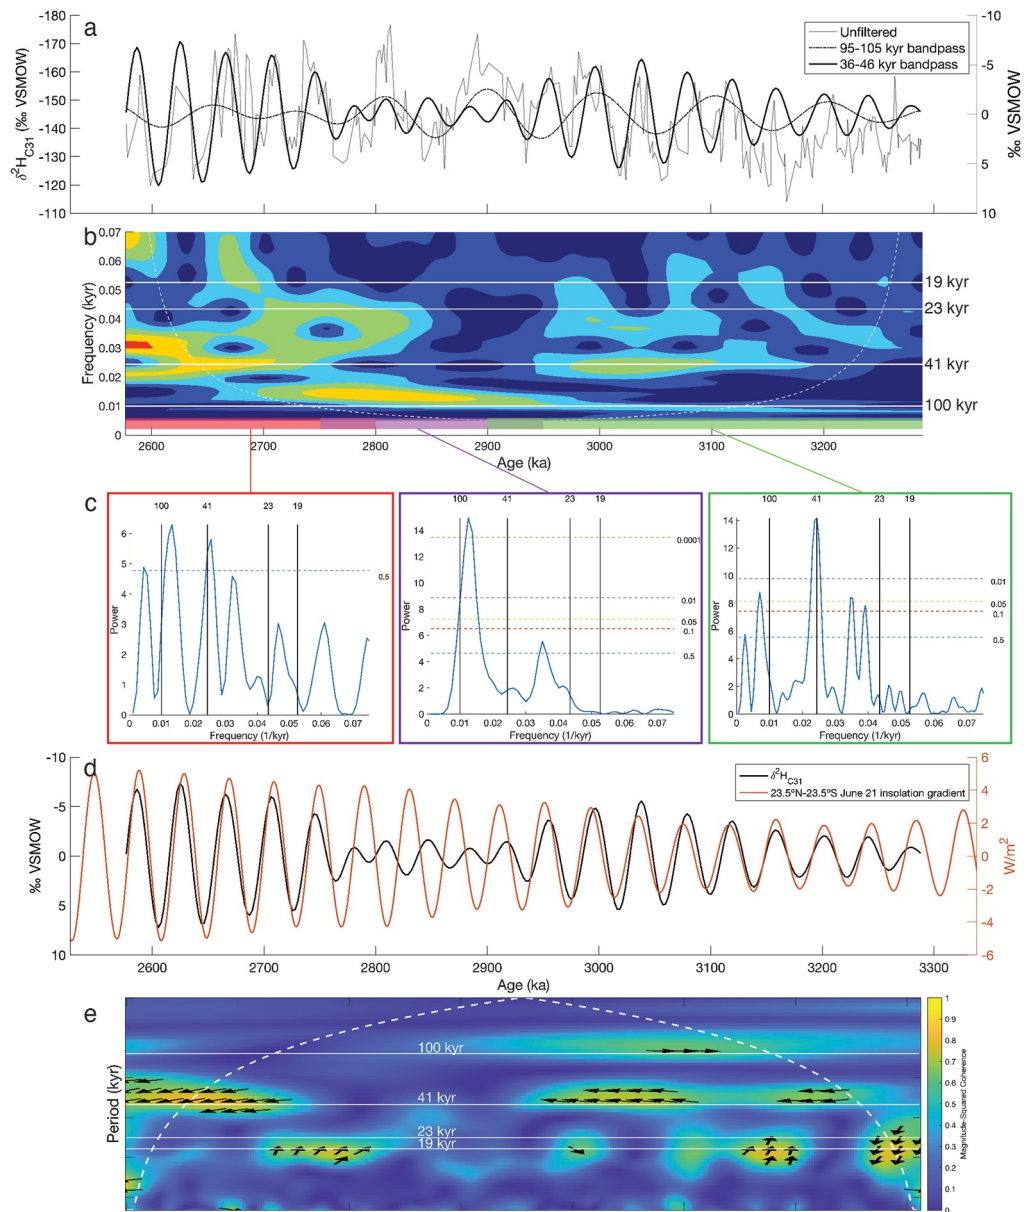 a
-180
-170
-160
-150
-140
-130
-120
-110
δ²H_C31 (‰ VSMOW)
Unfiltered
95-105 kyr bandpass
36-46 kyr bandpass
-10
-5
0
5
10
‰ VSMOW
b
0.07
0.06
0.05
0.04
0.03
0.02
0.01
0
Frequency (kyr)
19 kyr
23 kyr
41 kyr
100 kyr
2600 2700 2800 2900 3000 3100 3200
Age (ka)
c
100 41 23 19
6
5
4
3
2
1
0
Power
0.5
0 0.01 0.02 0.03 0.04 0.05 0.06 0.07
Frequency (1/kyr)
100 41 23 19
14
12
10
8
6
4
2
0
Power
0.0001
0.01
0.05
0.1
0.5
0 0.01 0.02 0.03 0.04 0.05 0.06 0.07
Frequency (1/kyr)
100 41 23 19
14
12
10
8
6
4
2
0
Power
0.01
0.05
0.1
0.5
0 0.01 0.02 0.03 0.04 0.05 0.06 0.07
Frequency (1/kyr)
d
-10
-5
0
5
10
‰ VSMOW
δ²H_C31
23.5ºN-23.5ºS June 21 insolation gradient
6
4
2
0
-2
-4
-6
W/m²
2600 2700 2800 2900 3000 3100 3200 3300
Age (ka)
e
Period (kyr)
100 kyr
41 kyr
23 kyr
19 kyr
1
0.9
0.8
0.7
0.6
0.5
0.4
0.3
0.2
0.1
0
Magnitude-Squared Coherence